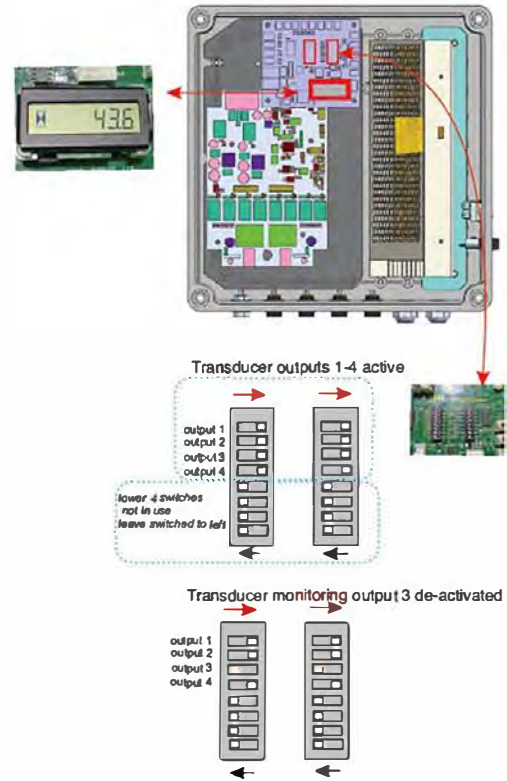 43.6
Transducer outputs 1-4 active
output 1
output 2
output 3
output 4
lower 4 switches
not in use
leave switched to left
Transducer monitoring output 3 de-activated
output 1
output 2
output 3
output 4